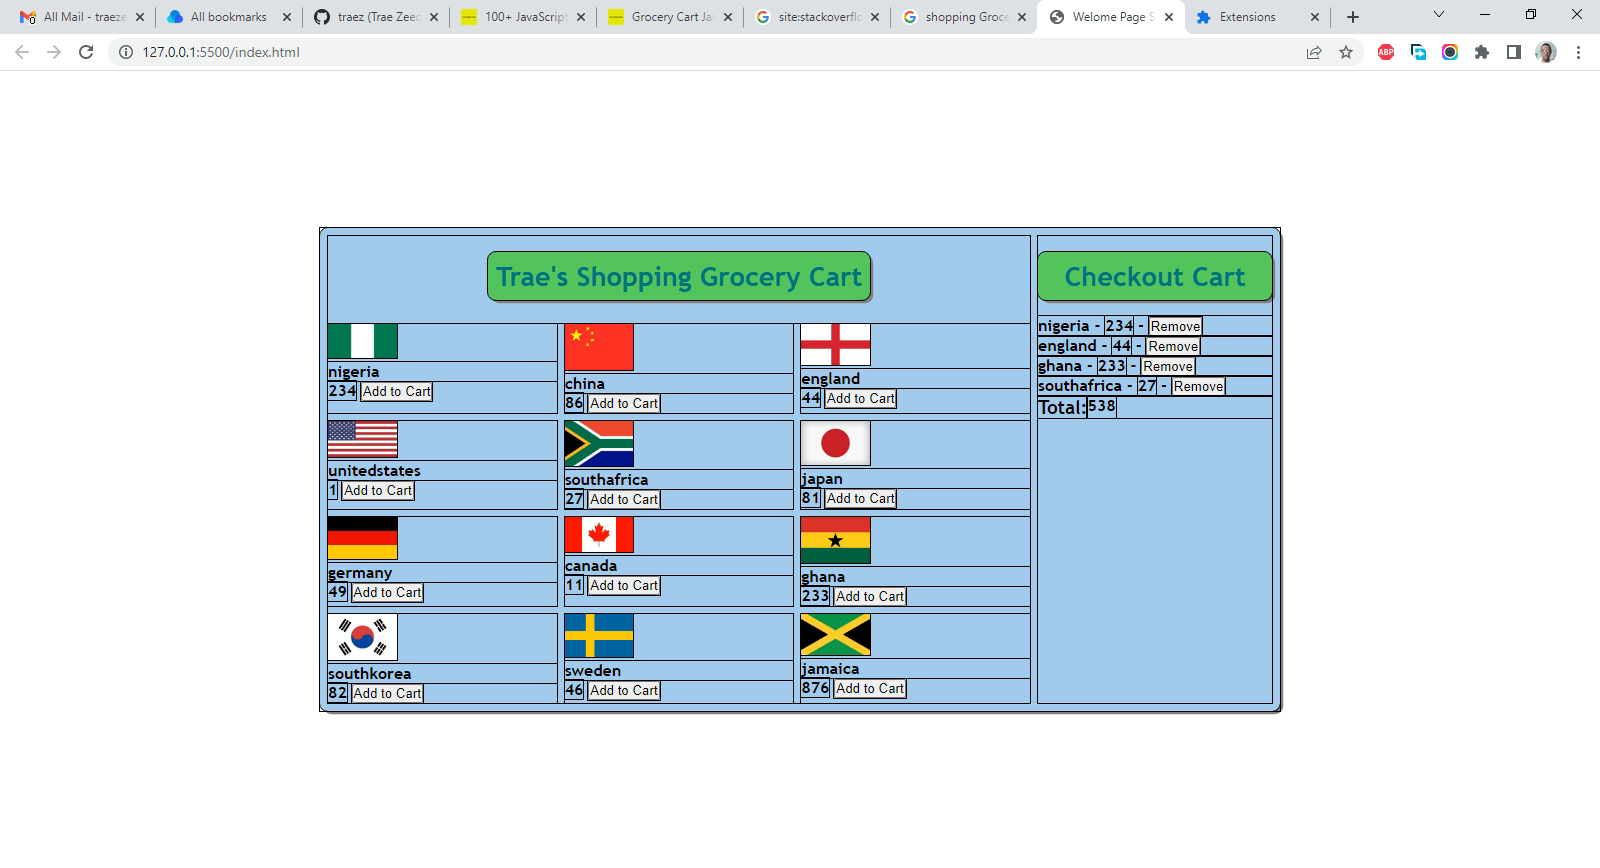 All Mail - traeze
All bookmarks
traez (Trae Zeec
100+ JavaScript
Grocery Cart Ja
site:stackoverflo
shopping Groce
Welome Page S
Extensions
127.0.0.1:5500/index.html
ABP
Trae's Shopping Grocery Cart
Checkout Cart
nigeria
234 Add to Cart
china
86 Add to Cart
england
44 Add to Cart
unitedstates
1 Add to Cart
southafrica
27 Add to Cart
japan
81 Add to Cart
germany
49 Add to Cart
canada
11 Add to Cart
ghana
233 Add to Cart
southkorea
82 Add to Cart
sweden
46 Add to Cart
jamaica
876 Add to Cart
nigeria - 234 - Remove
england - 44 - Remove
ghana - 233 - Remove
southafrica - 27 - Remove
Total:538